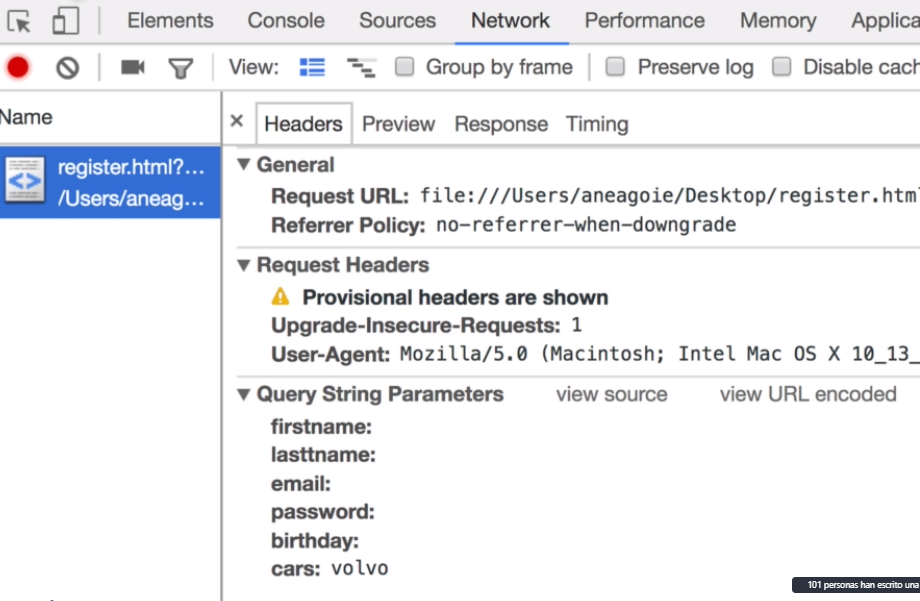 Elements Console Sources Network Performance Memory Applica
View: Group by frame Preserve log Disable cach
Name
× Headers Preview Response Timing
register.html?...
/Users/aneag...
General
Request URL: file:///Users/aneagoie/Desktop/register.html
Referrer Policy: no-referrer-when-downgrade
Request Headers
Provisional headers are shown
Upgrade-Insecure-Requests: 1
User-Agent: Mozilla/5.0 (Macintosh; Intel Mac OS X 10_13_
Query String Parameters view source view URL encoded
firstname:
lasttname:
email:
password:
birthday:
cars: volvo
101 personas han escrito una